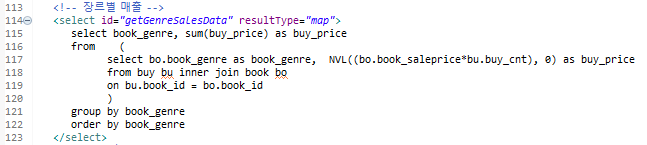 115 <!-- 장르별 매출 -->
114 <select id="getGenreSalesData" resultType="map">
115 select book_genre, sum(buy_price) as buy_price
116 from (
117 select bo.book_genre as book_genre, NVL((bo.book_saleprice*bu.buy_cnt), 0) as buy_price
118 from buy bu inner join book bo
119 on bu.book_id = bo.book_id
120 )
121 group by book_genre
122 order by book_genre
123 </select>